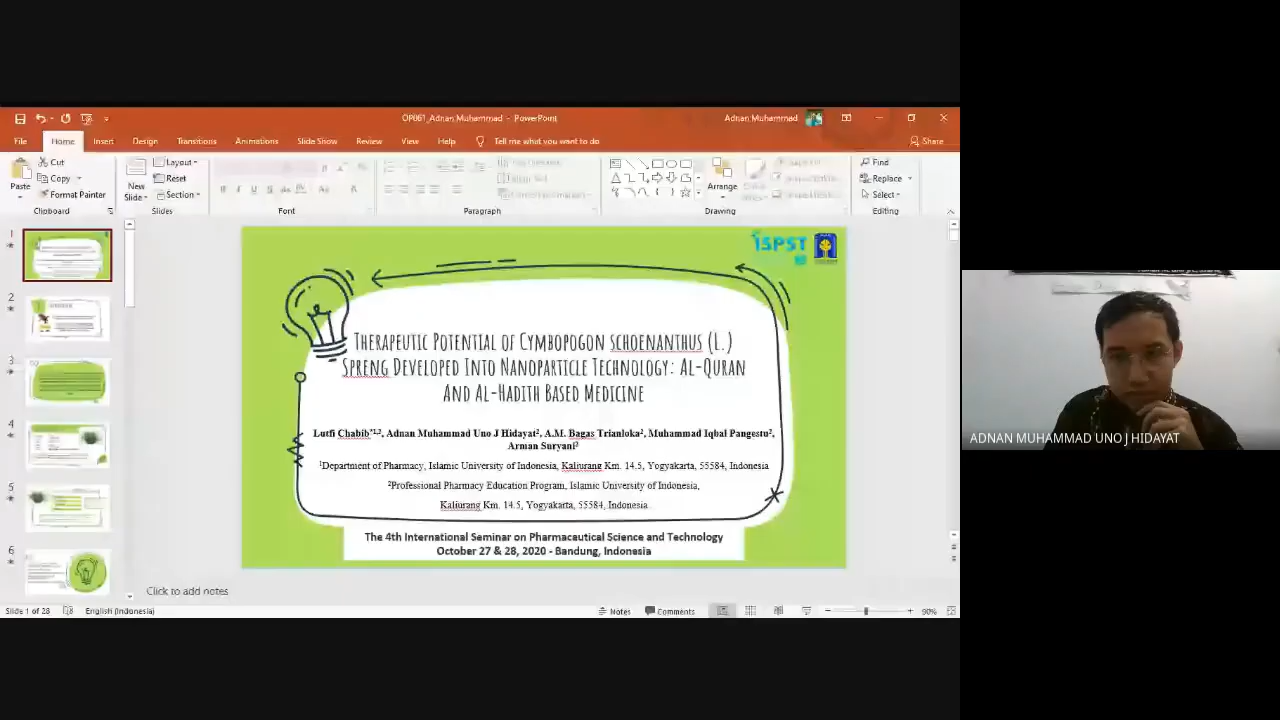 OP061_Adnan Muhammad - PowerPoint
Adnan Muhammad
File Home Insert Design Transitions Animations Slide Show Review View Help Tell me what you want to do
Share
Paste
Cut
Copy
Format Painter
Clipboard
New
Slide
Layout
Reset
Section
Slides
Font
Paragraph
Arrange
Drawing
Find
Replace
Select
Editing
1
2
3
4
5
6
ISPST
THERAPEUTIC POTENTIAL OF CYMBOPOGON SCHOENANTHUS (L.)
SPRENG DEVELOPED INTO NANOPARTICLE TECHNOLOGY: AL-QURAN
AND AL-HADITH BASED MEDICINE
Lutfi Chabib*1,2, Adnan Muhammad Uno J Hidayat2, A.M. Bagas Trianloka2, Muhammad Iqbal Pangestu2,
Arman Suryani2
1Department of Pharmacy, Islamic University of Indonesia, Kaliurang Km. 14.5, Yogyakarta, 55584, Indonesia
2Professional Pharmacy Education Program, Islamic University of Indonesia,
Kaliurang Km. 14.5, Yogyakarta, 55584, Indonesia
The 4th International Seminar on Pharmaceutical Science and Technology
October 27 & 28, 2020 - Bandung, Indonesia
Click to add notes
Slide 1 of 28 English (Indonesia)
Notes Comments 90%
ADNAN MUHAMMAD UNO J HIDAYAT